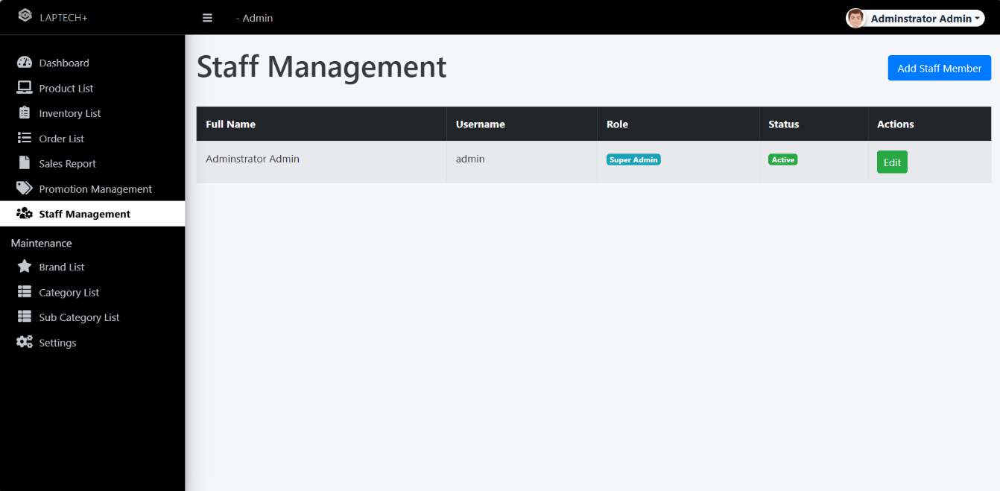 LAPTECH+
- Admin
Adminstrator Admin
Dashboard
Product List
Inventory List
Order List
Sales Report
Promotion Management
Staff Management
Maintenance
Brand List
Category List
Sub Category List
Settings
Staff Management
Add Staff Member
Full Name Username Role Status Actions
Adminstrator Admin admin Super Admin Active Edit